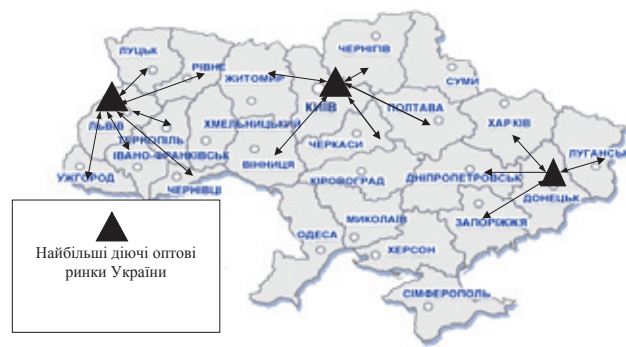 ЧЕРНІГІВ
ЛУЦЬК
РІВНЕ
ЖИТОМИР
СУМИ
КИЇВ
ПОЛТАВА
ХАРКІВ
ЛЬВІВ
ТЕРНОПІЛЬ
ХМЕЛЬНИЦЬКИЙ
ЧЕРКАСИ
ЛУГАНСЬК
ІВАНО-ФРАНКІВСЬК
ВІННИЦЯ
УЖГОРОД
ЧЕРНІВЦІ
КІРОВОГРАД
ДНІПРОПЕТРОВСЬК
ДОНЕЦЬК
МИКОЛАЇВ
ЗАПОРІЖЖЯ
ОДЕСА
ХЕРСОН
СІМФЕРОПОЛЬ
Найбільші діючі оптові
ринки України